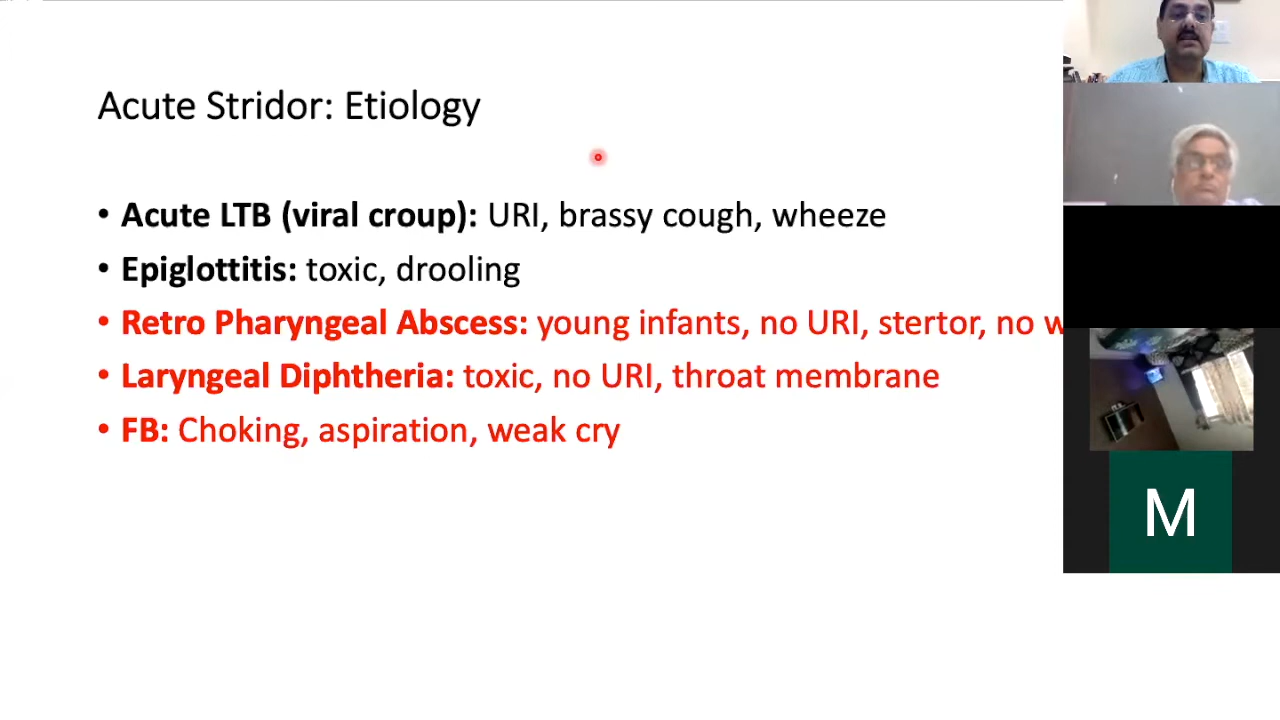 Acute Stridor: Etiology
• Acute LTB (viral croup): URI, brassy cough, wheeze
• Epiglottitis: toxic, drooling
• Retro Pharyngeal Abscess: young infants, no URI, stertor, no
• Laryngeal Diphtheria: toxic, no URI, throat membrane
• FB: Choking, aspiration, weak cry
M